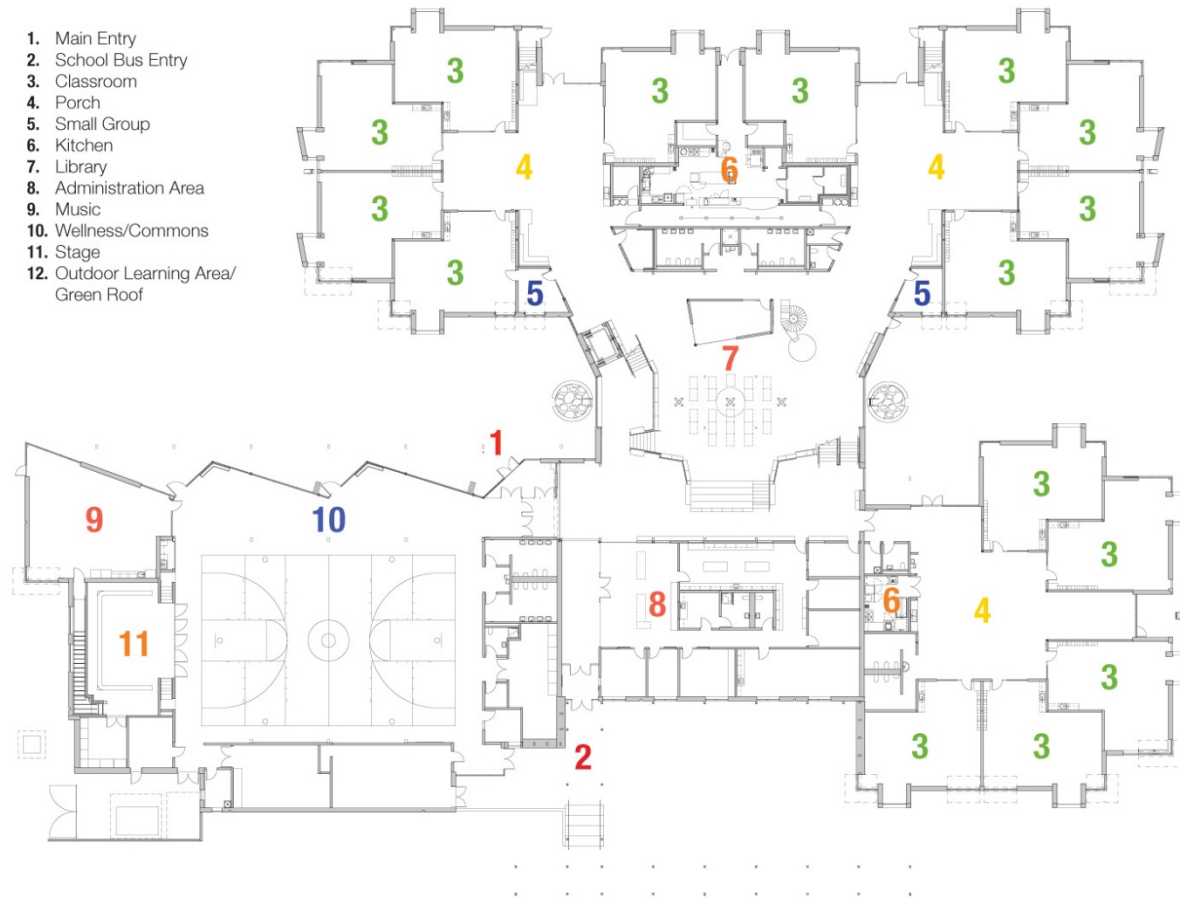 1. Main Entry
2. School Bus Entry
3. Classroom
4. Porch
5. Small Group
6. Kitchen
7. Library
8. Administration Area
9. Music
10. Wellness/Commons
11. Stage
12. Outdoor Learning Area/
Green Roof
3 3 3 3
3 3
4 6 4
3 3
3 3
5 5
7
1
3
9 10
3
6 4
8
11
3
2 3 3